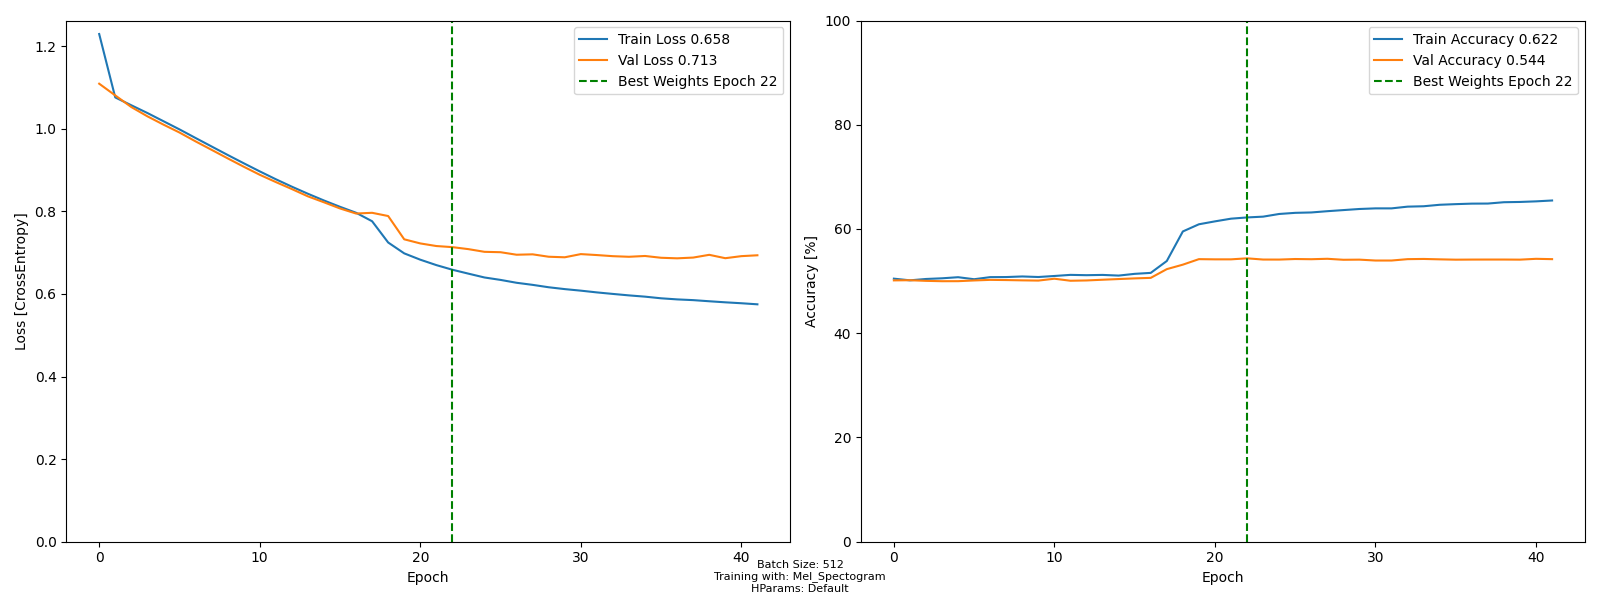 Loss [CrossEntropy]
1.2
1.0
0.8
0.6
0.4
0.2
0.0
0
10
20
30
40
Epoch
Train Loss 0.658
Val Loss 0.713
Best Weights Epoch 22
Accuracy [%]
100
80
60
40
20
0
0
10
20
30
40
Epoch
Train Accuracy 0.622
Val Accuracy 0.544
Best Weights Epoch 22
Batch Size: 512
Training with: Mel_Spectogram
HParams: Default